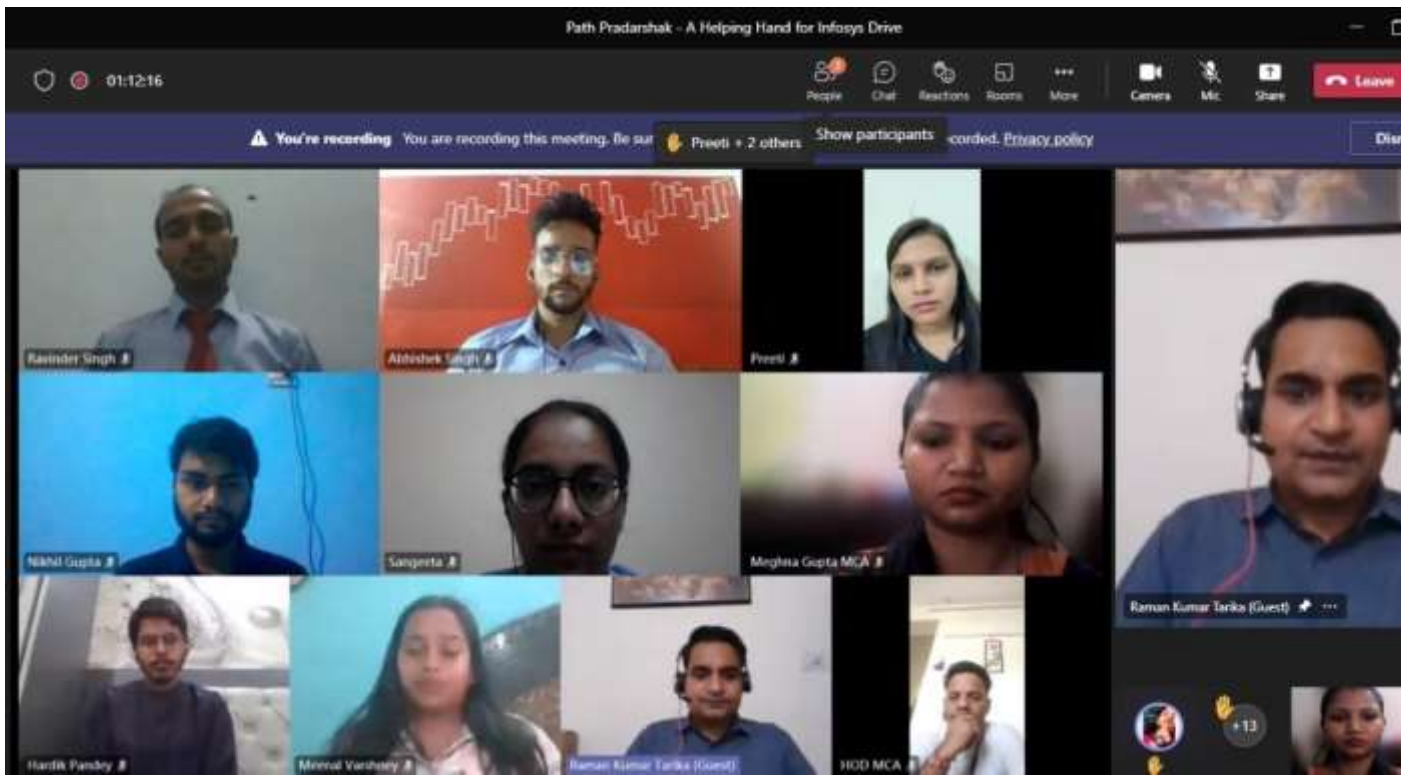 Path Pradarshak - A Helping Hand for Infosys Drive
01:12:16
3
People Chat Reactions Rooms More Camera Mic Share Leave
You're recording You are recording this meeting. Be sur corded. Privacy policy Disr
Preeti + 2 others
Show participants
Ravinder Singh
Abhishek Singh
Preeti
Nikhil Gupta
Sangeeta
Meghna Gupta MCA
Raman Kumar Tarika (Guest)
+13
Hardik Pandey
Meenal Varshney
Raman Kumar Tarika (Guest)
HOD MCA